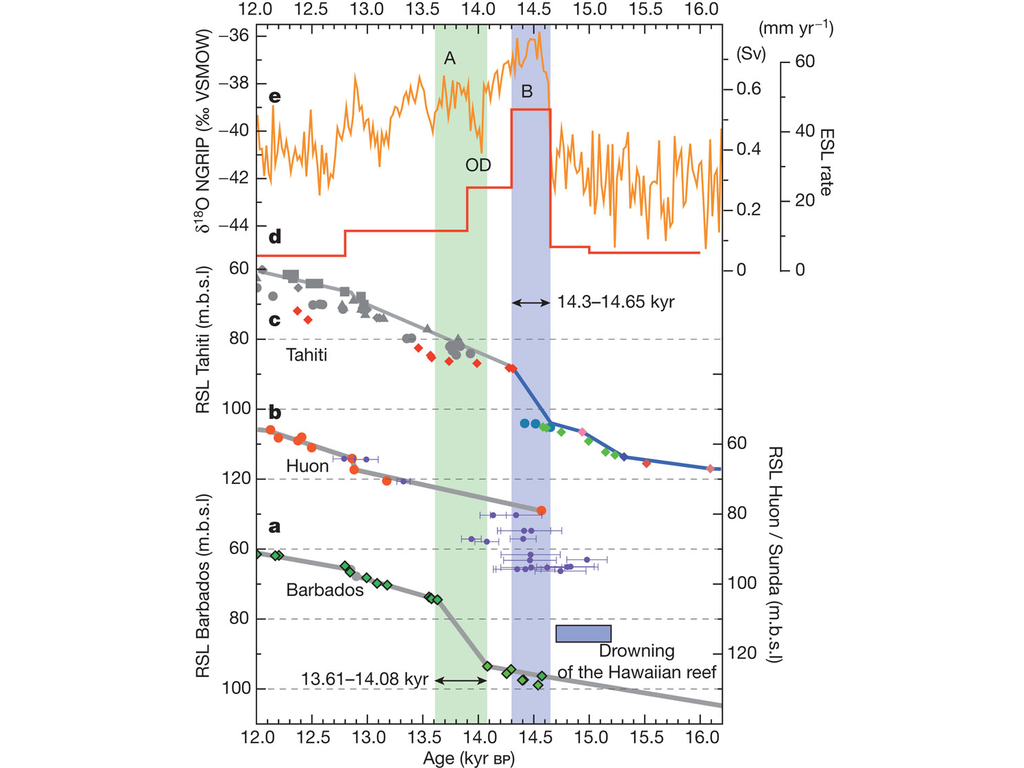 12.0 12.5 13.0 13.5 14.0 14.5 15.0 15.5 16.0
(mm yr⁻¹)
(Sv)
δ¹⁸O NGRIP (‰ VSMOW)
−36
−38
−40
−42
−44
e
d
A
B
OD
0.6
0.4
0.2
0
60
40
20
0
ESL rate
RSL Tahiti (m.b.s.l)
60
80
100
120
c
Tahiti
14.3–14.65 kyr
b
Huon
60
80
100
120
RSL Huon / Sunda (m.b.s.l)
RSL Barbados (m.b.s.l)
60
80
100
a
Barbados
13.61–14.08 kyr
Drowning
of the Hawaiian reef
12.0 12.5 13.0 13.5 14.0 14.5 15.0 15.5 16.0
Age (kyr BP)